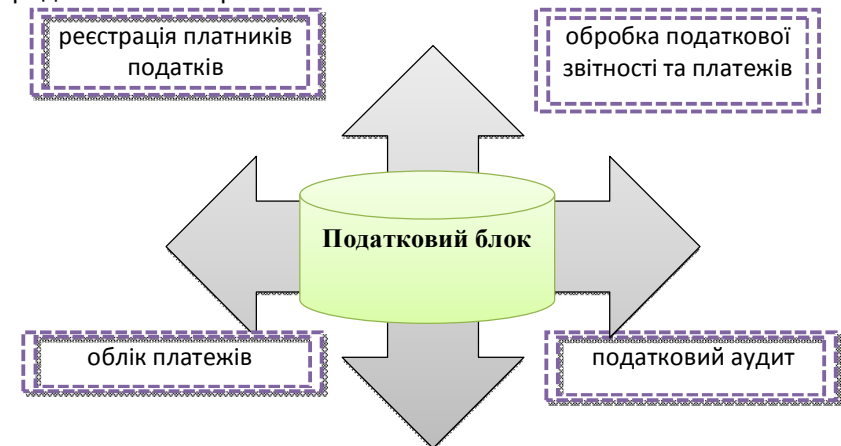 реєстрація платників
податків
обробка податкової
звітності та платежів
Податковий блок
облік платежів
податковий аудит